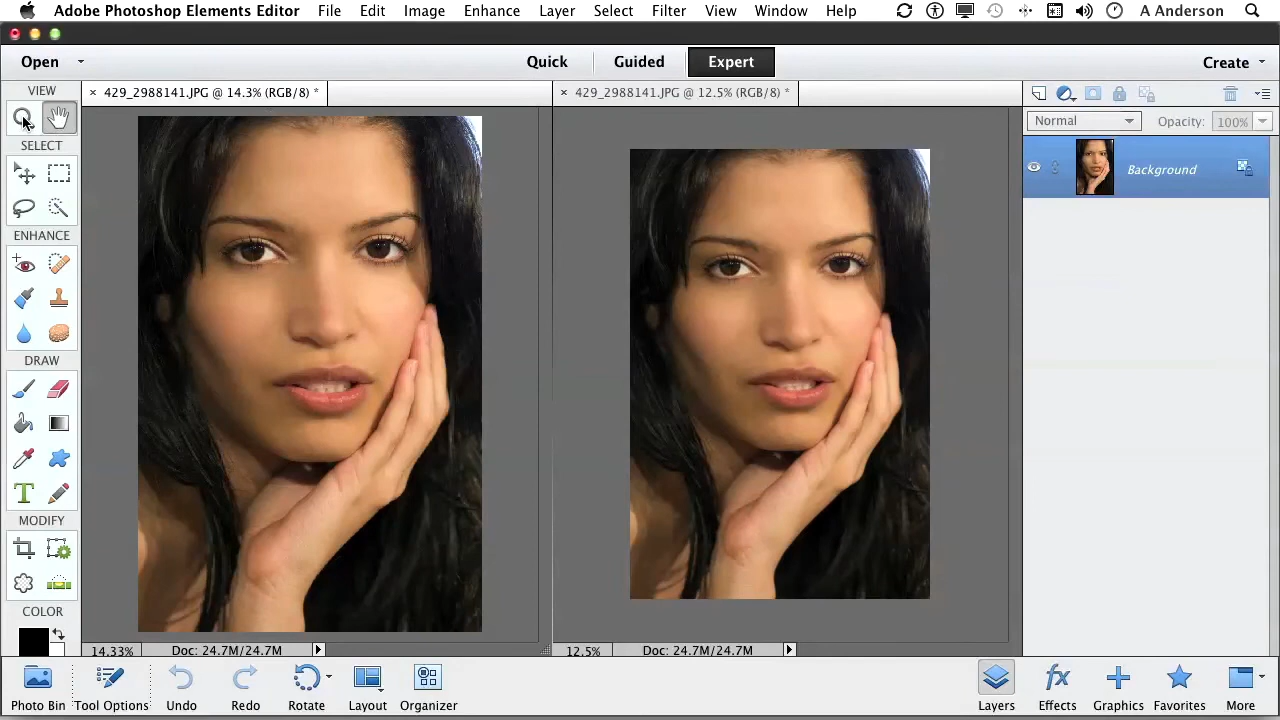 Adobe Photoshop Elements Editor File Edit Image Enhance Layer Select Filter View Window Help A Anderson
Open Quick Guided Expert Create
VIEW
× 429_2988141.JPG @ 14.3% (RGB/8) *
× 429_2988141.JPG @ 12.5% (RGB/8) *
Normal Opacity: 100%
SELECT
Background
ENHANCE
DRAW
T
MODIFY
COLOR
14.33% Doc: 24.7M/24.7M
12.5% Doc: 24.7M/24.7M
fx
Photo Bin Tool Options Undo Redo Rotate Layout Organizer Layers Effects Graphics Favorites More